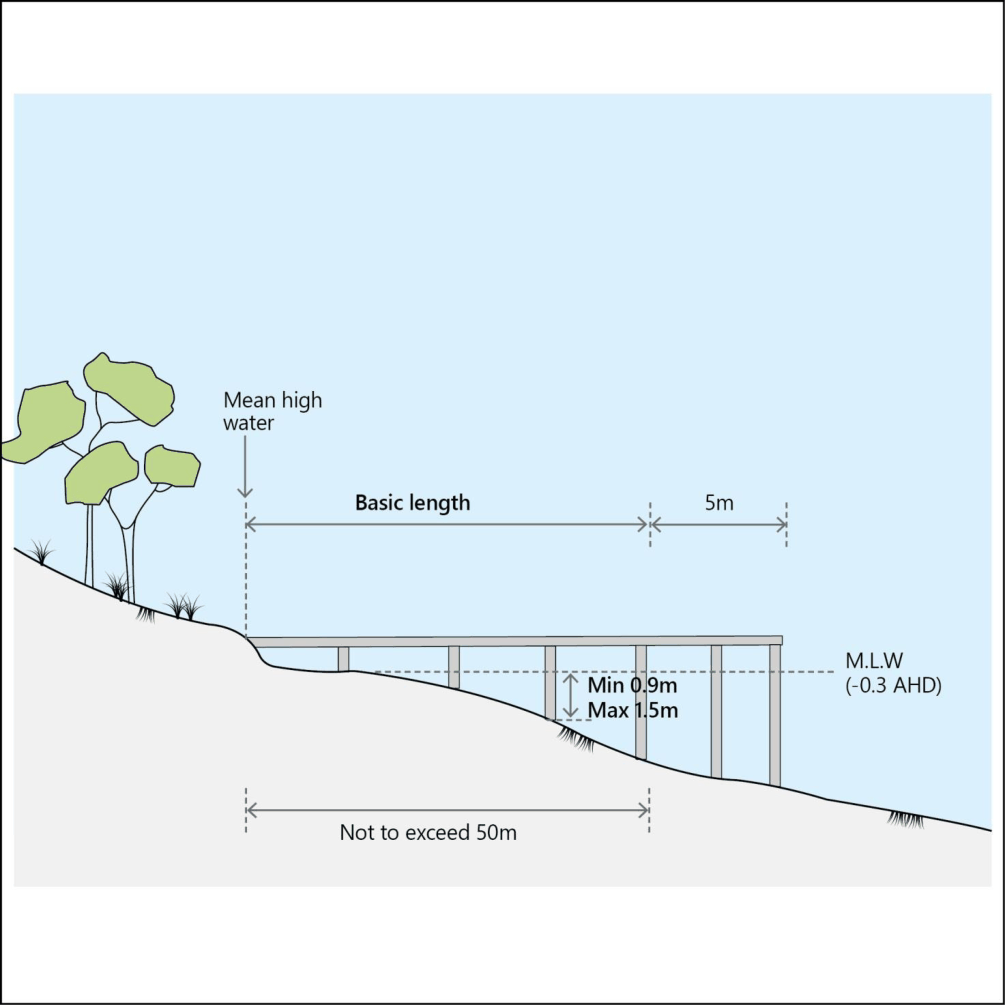 Mean high
water
Basic length
5m
M.L.W
(-0.3 AHD)
Min 0.9m
Max 1.5m
Not to exceed 50m